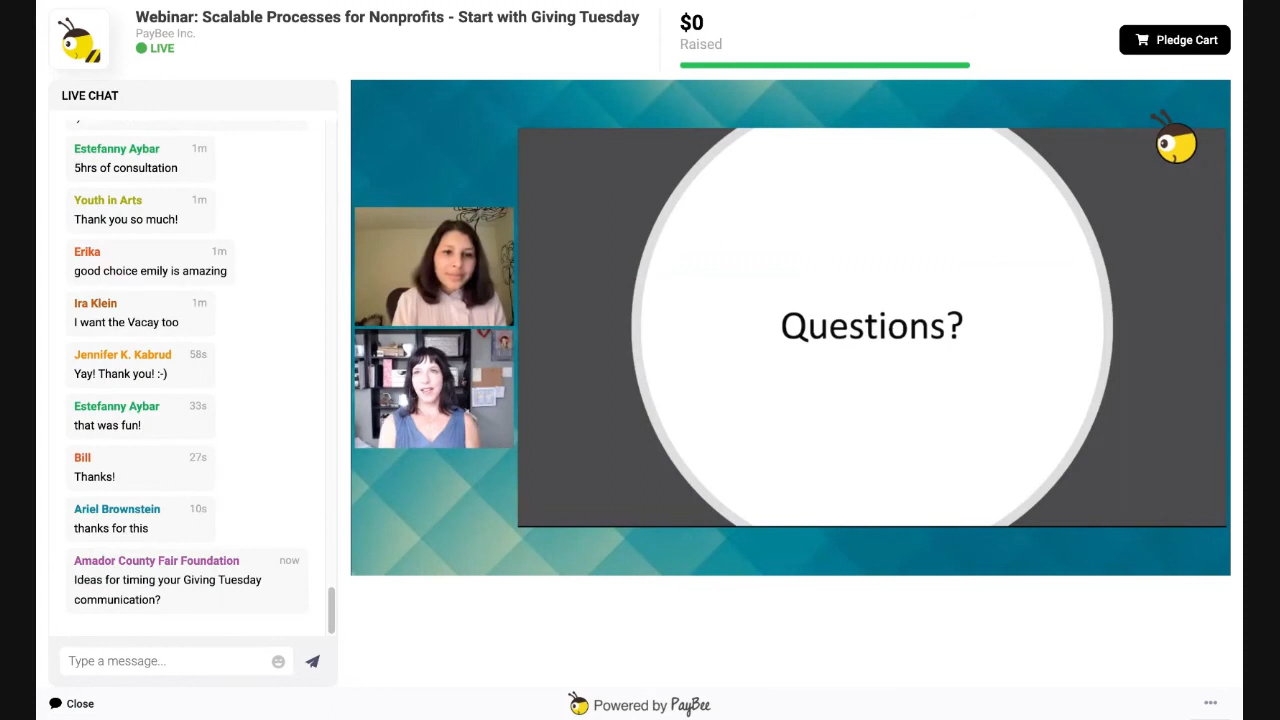 Webinar: Scalable Processes for Nonprofits - Start with Giving Tuesday
PayBee Inc.
LIVE
$0
Raised
Pledge Cart
LIVE CHAT
Estefanny Aybar 1m
5hrs of consultation
Youth in Arts 1m
Thank you so much!
Erika 1m
good choice emily is amazing
Ira Klein 1m
I want the Vacay too
Jennifer K. Kabrud 58s
Yay! Thank you! :-)
Estefanny Aybar 33s
that was fun!
Bill 27s
Thanks!
Ariel Brownstein 10s
thanks for this
Amador County Fair Foundation now
Ideas for timing your Giving Tuesday
communication?
Type a message...
Questions?
Close
Powered by PayBee